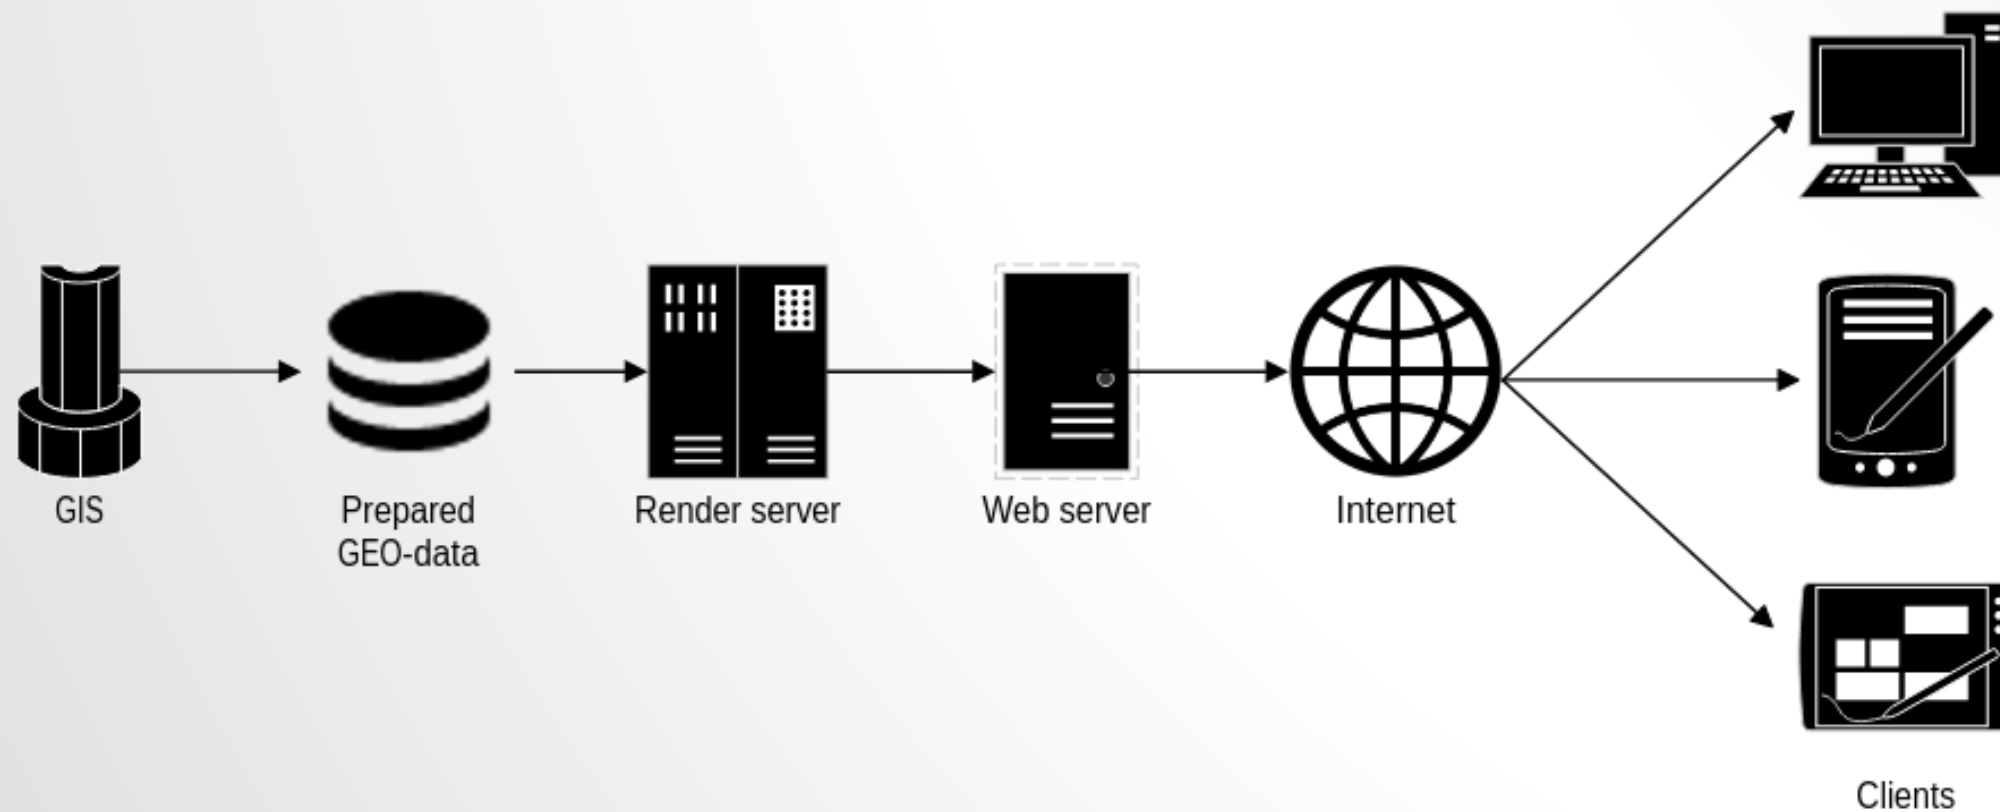 GIS
Prepared
GEO-data
Render server
Web server
Internet
Clients